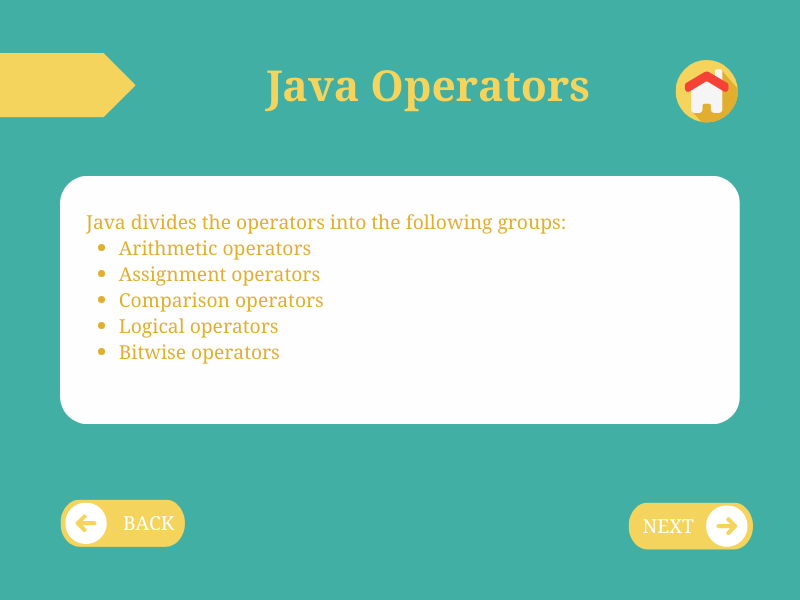 Java Operators
Java divides the operators into the following groups:
Arithmetic operators
Assignment operators
Comparison operators
Logical operators
Bitwise operators
BACK
NEXT